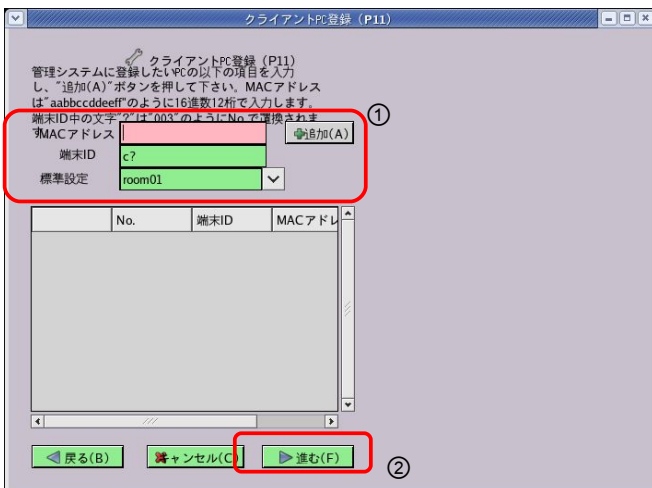 クライアントPC登録（P11）
クライアントPC登録 (P11)
管理システムに登録したいPCの以下の項目を入力
し、"追加(A)"ボタンを押して下さい。MACアドレス
は"aabbccddeeff"のように16進数12桁で入力します。
端末ID中の文字"?"は"003"のようにNo.で置換されま
す
MACアドレス
追加(A)
①
端末ID
c?
標準設定
room01
No. 端末ID MACアドレ
戻る(B) キャンセル(C) 進む(F)
②